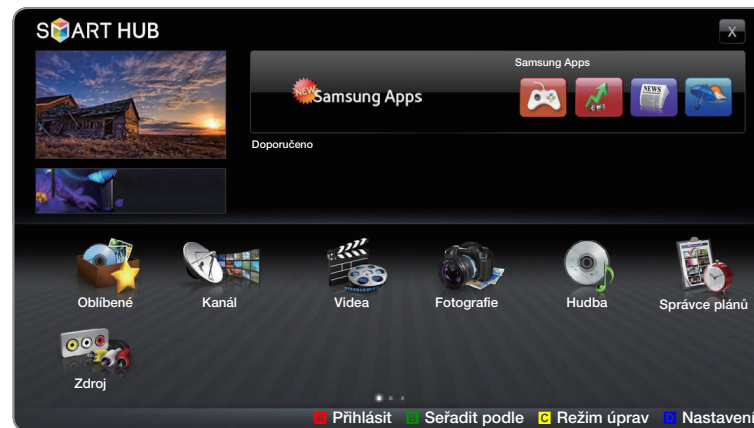 SMART HUB
X
Samsung Apps
NEW
Samsung Apps
EWT
NEWS
Doporučeno
Oblíbené Kanál Videa Fotografie Hudba Správce plánů
Zdroj
A Přihlásit B Seřadit podle C Režim úprav D Nastavení